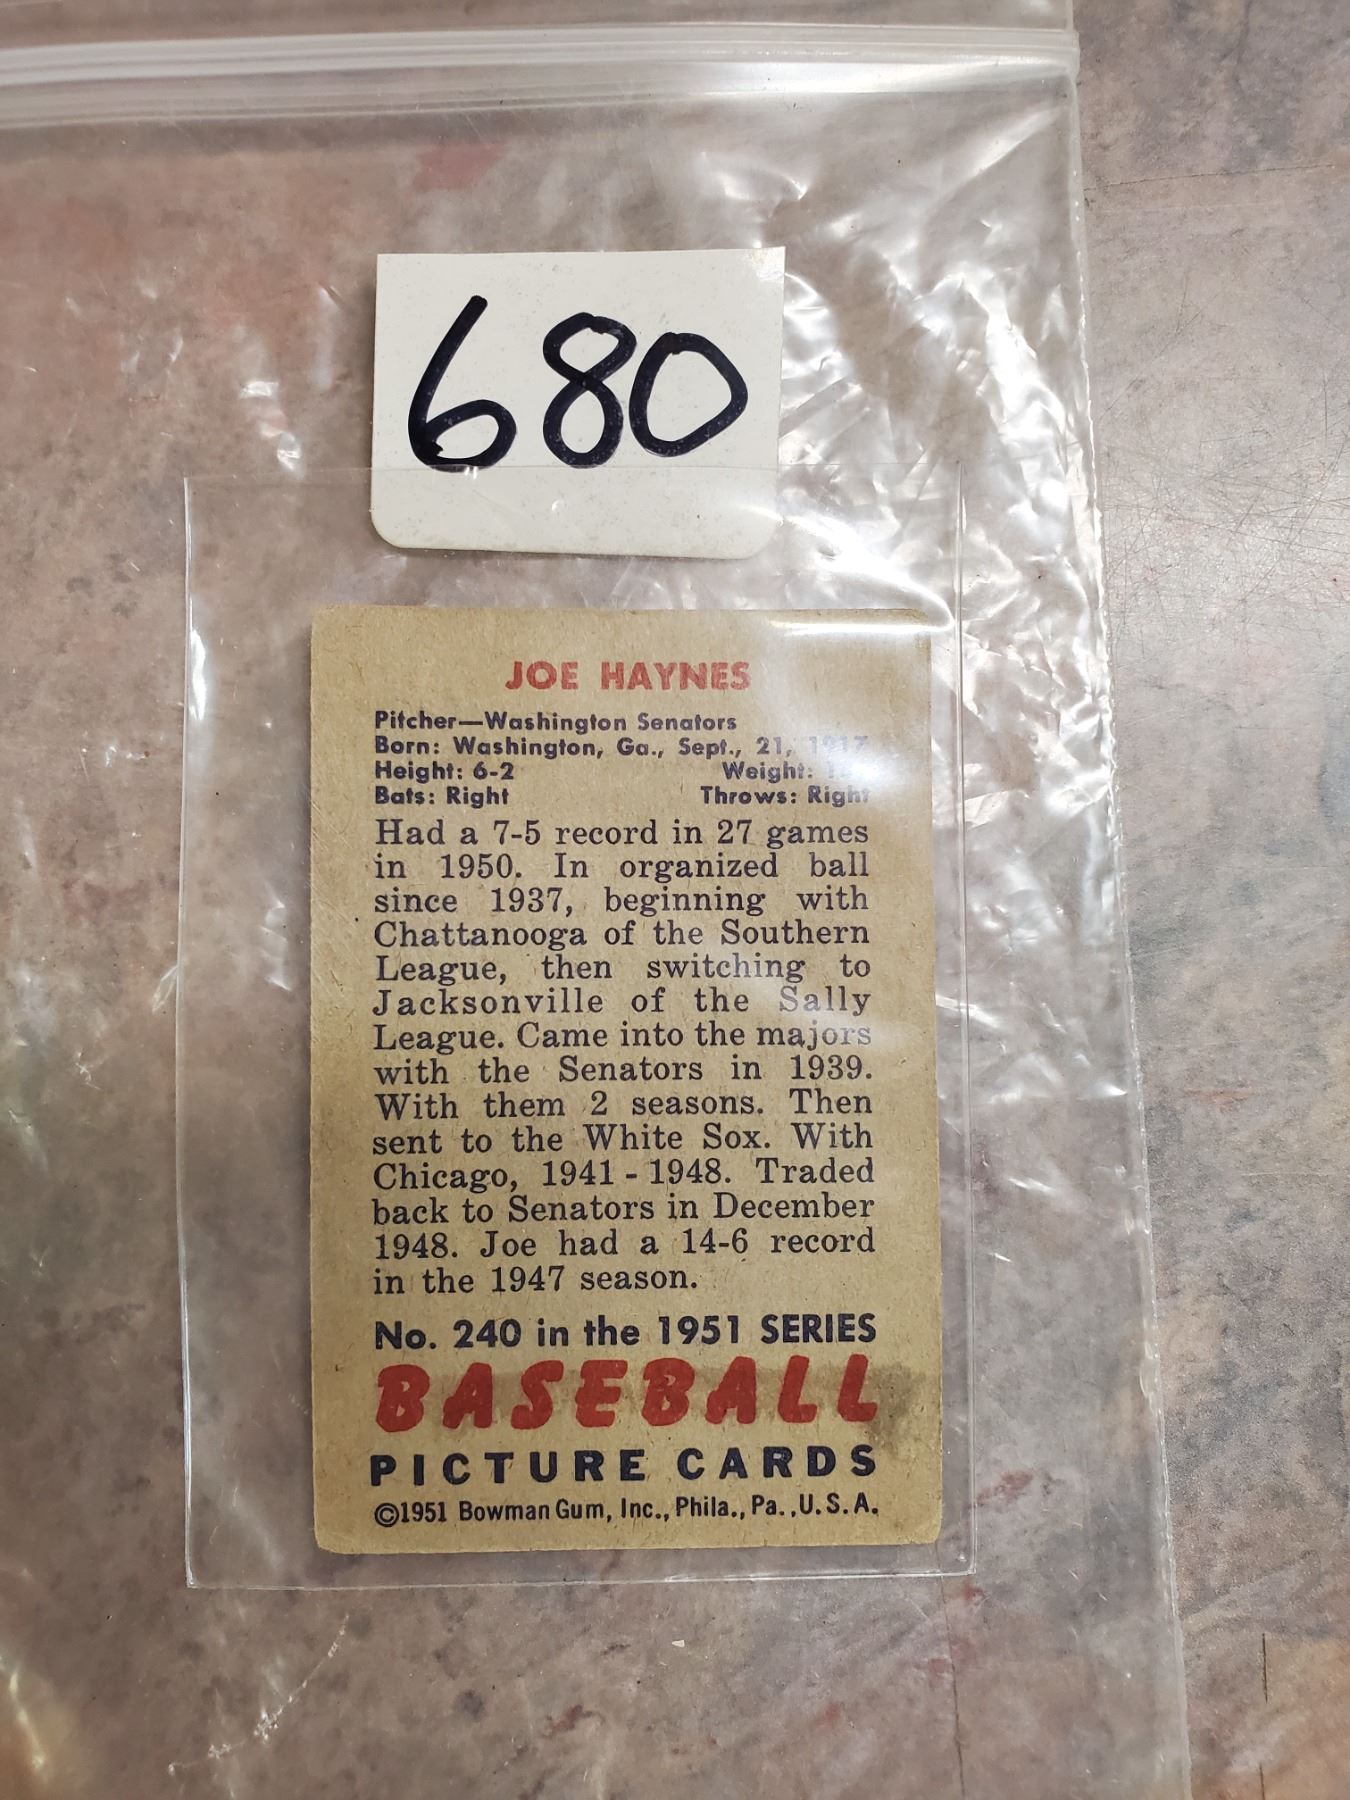 680
JOE HAYNES
Pitcher—Washington Senators
Born: Washington, Ga., Sept., 21, 1917
Height: 6-2 Weight:
Bats: Right Throws: Right
Had a 7-5 record in 27 games
in 1950. In organized ball
since 1937, beginning with
Chattanooga of the Southern
League, then switching to
Jacksonville of the Sally
League. Came into the majors
with the Senators in 1939.
With them 2 seasons. Then
sent to the White Sox. With
Chicago, 1941 - 1948. Traded
back to Senators in December
1948. Joe had a 14-6 record
in the 1947 season.
No. 240 in the 1951 SERIES
BASEBALL
PICTURE CARDS
©1951 Bowman Gum, Inc., Phila., Pa., U.S.A.